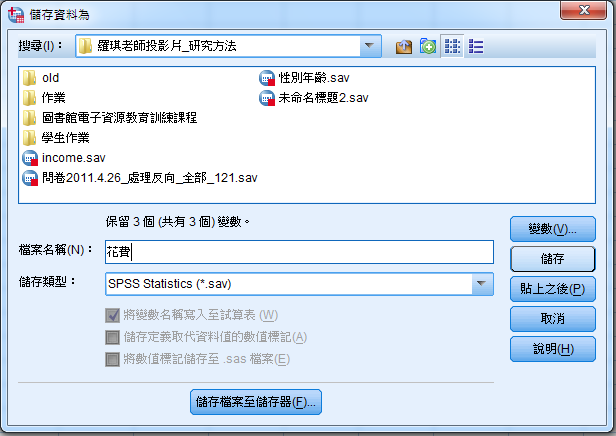 儲存資料為
搜尋(I)： 羅琪老師投影片_研究方法
old
作業
圖書館電子資源教育訓練課程
學生作業
income.sav
問卷2011.4.26_處理反向_全部_121.sav
性別年齡.sav
未命名標題2.sav
保留 3 個 (共有 3 個) 變數。
檔案名稱(N)： 花費
儲存類型： SPSS Statistics (*.sav)
將變數名稱寫入至試算表 (W)
儲存定義取代資料值的數值標記(A)
將數值標記儲存至 .sas 檔案(E)
變數(V)...
儲存
貼上之後(P)
取消
說明(H)
儲存檔案至儲存器(F)...